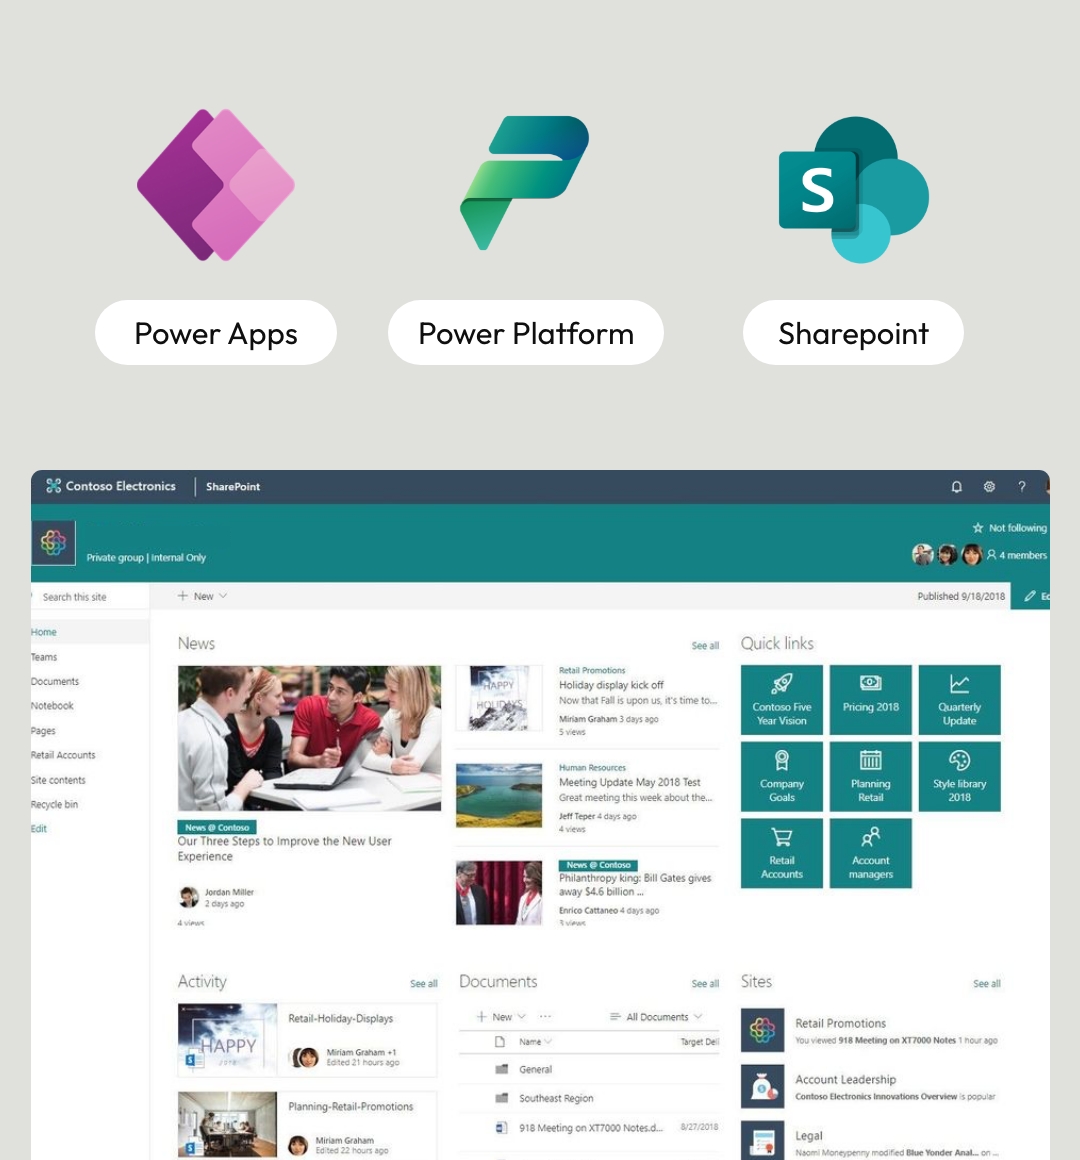 S
Power Apps
Power Platform
Sharepoint
Contoso Electronics
SharePoint
?
Not following
Private group | Internal Only
4 members
Search this site
New
Published 9/18/2018
Home
Teams
Documents
Notebook
Pages
Retail Accounts
Site contents
Recycle bin
Edit
News
See all
News @ Contoso
Our Three Steps to Improve the New User
Experience
Jordan Miller
2 days ago
4 views
HAPPY
HOLIDAYS
Retail Promotions
Holiday display kick off
Now that Fall is upon us, it's time to...
Miriam Graham 3 days ago
5 views
Human Resources
Meeting Update May 2018 Test
Great meeting this week about the...
Jeff Teper 4 days ago
4 views
News @ Contoso
Philanthropy king: Bill Gates gives
away $4.6 billion ...
Enrico Cattaneo 4 days ago
3 views
Quick links
Contoso Five
Year Vision
Pricing 2018
Quarterly
Update
Company
Goals
Planning
Retail
Style library
2018
Retail
Accounts
Account
managers
Activity
See all
HAPPY
2018
Retail-Holiday-Displays
Miriam Graham +1
Edited 21 hours ago
Planning-Retail-Promotions
Miriam Graham
Edited 22 hours ago
Documents
See all
New
All Documents
Name
Target Deli
General
Southeast Region
918 Meeting on XT7000 Notes.d...
8/27/2018
Sites
See all
Retail Promotions
You viewed 918 Meeting on XT7000 Notes 1 hour ago
Account Leadership
Contoso Electronics Innovations Overview is popular
Legal
Naomi Moneypenny modified Blue Yonder Anal... on ...